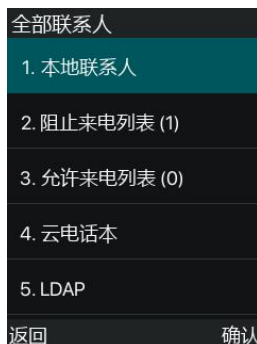 全部联系人
1. 本地联系人
2. 阻止来电列表 (1)
3. 允许来电列表 (0)
4. 云电话本
5. LDAP
返回 确认